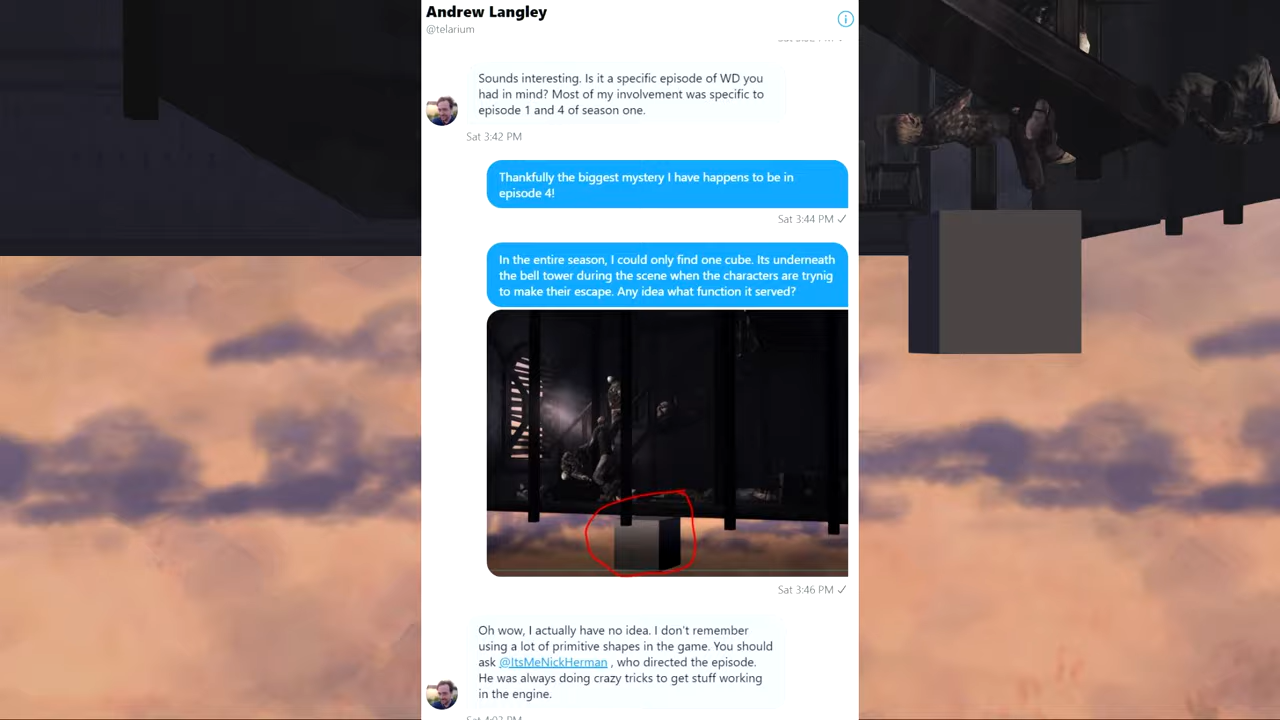 Andrew Langley
@telarium
Sounds interesting. Is it a specific episode of WD you
had in mind? Most of my involvement was specific to
episode 1 and 4 of season one.
Sat 3:42 PM
Thankfully the biggest mystery I have happens to be in
episode 4!
Sat 3:44 PM ✓
In the entire season, I could only find one cube. Its underneath
the bell tower during the scene when the characters are trynig
to make their escape. Any idea what function it served?
Sat 3:46 PM ✓
Oh wow, I actually have no idea. I don't remember
using a lot of primitive shapes in the game. You should
ask @ItsMeNickHerman , who directed the episode.
He was always doing crazy tricks to get stuff working
in the engine.